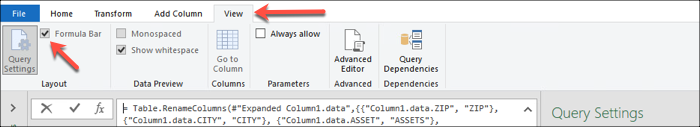 File Home Transform Add Column View
Query Settings
Formula Bar
Layout
Monospaced
Show whitespace
Data Preview
Go to Column
Columns
Always allow
Parameters
Advanced Editor
Advanced
Query Dependencies
Dependencies
= Table.RenameColumns(#"Expanded Column1.data",{{"Column1.data.ZIP", "ZIP"},
{"Column1.data.CITY", "CITY"}, {"Column1.data.ASSET", "ASSETS"},
Query Settings